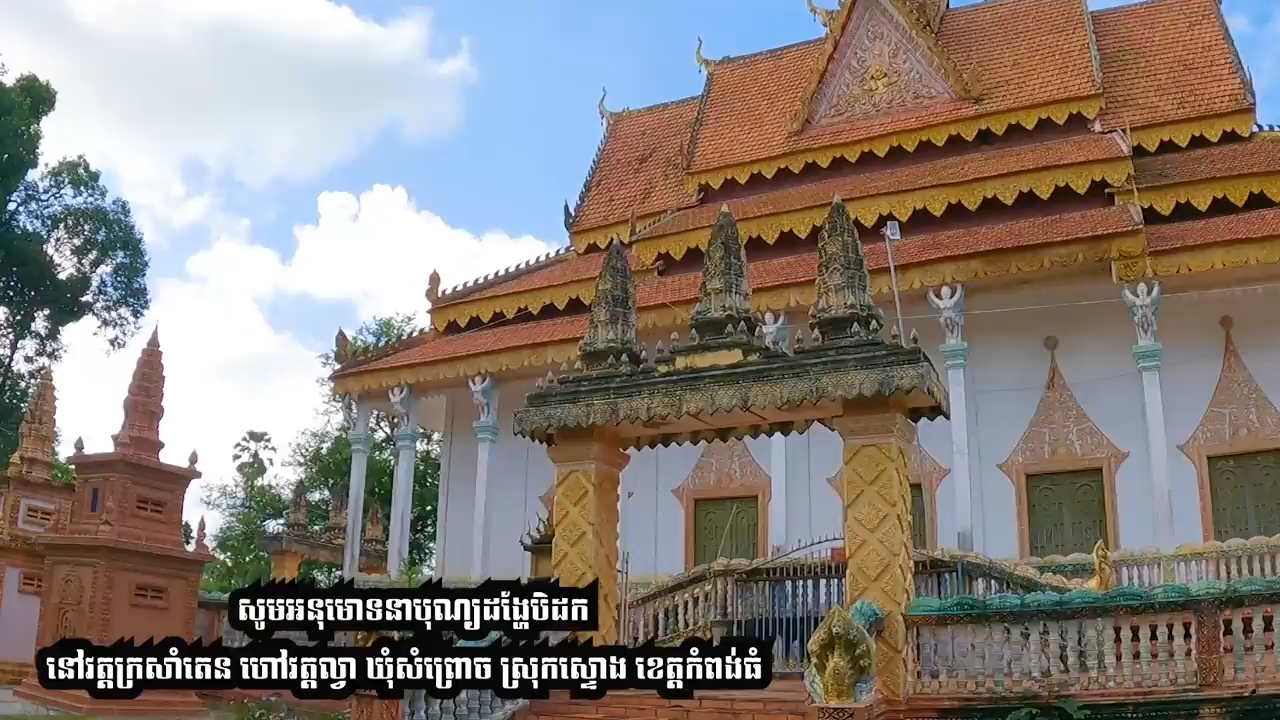 សូមអនុមោទនាបុណ្យដង្ហែបិដក
នៅវត្តក្រសាំតេន ហៅវត្តល្វា ឃុំសំព្រោច ស្រុកស្ទោង ខេត្តកំពង់ធំ